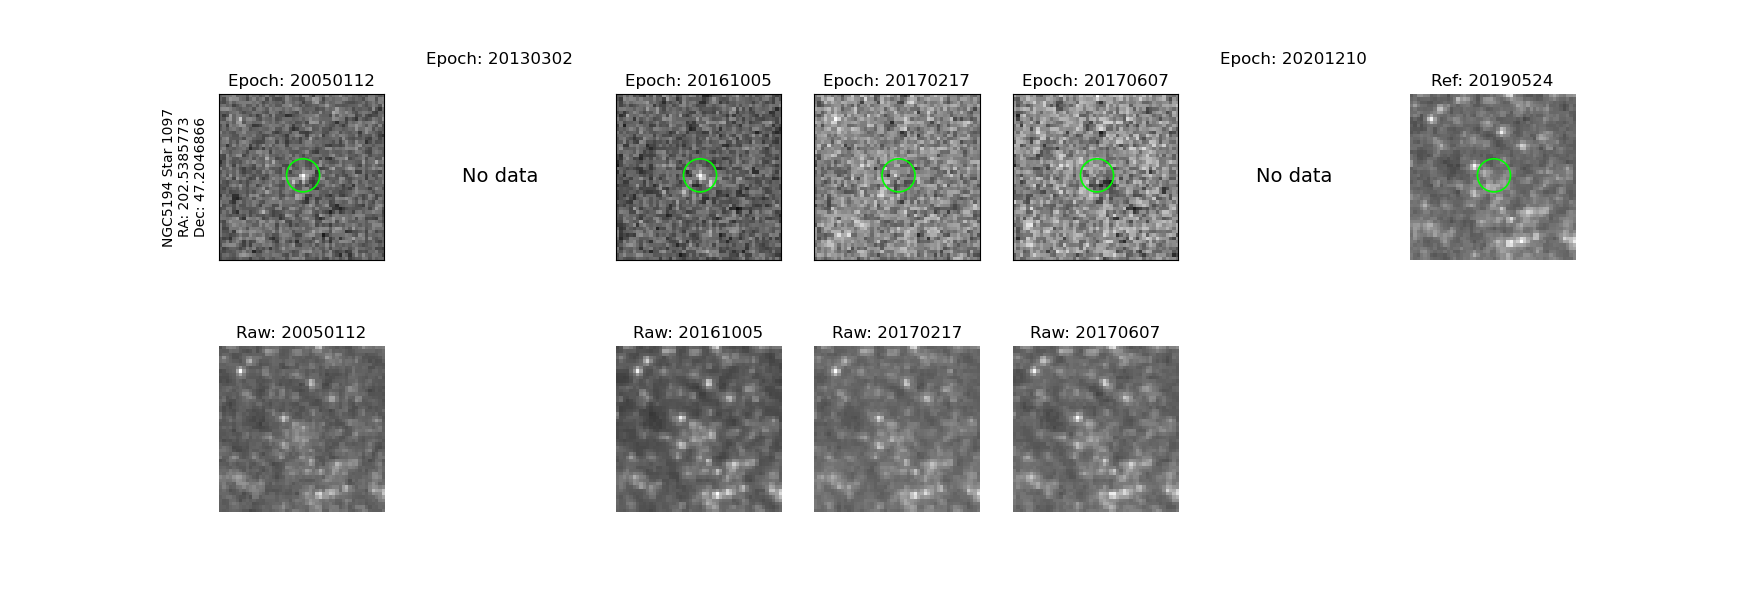 Epoch: 20050112
Epoch: 20130302
Epoch: 20161005
Epoch: 20170217
Epoch: 20170607
Epoch: 20201210
Ref: 20190524
NGC5194 Star 1097
RA: 202.5385773
Dec: 47.2046866
No data
No data
Raw: 20050112
Raw: 20161005
Raw: 20170217
Raw: 20170607